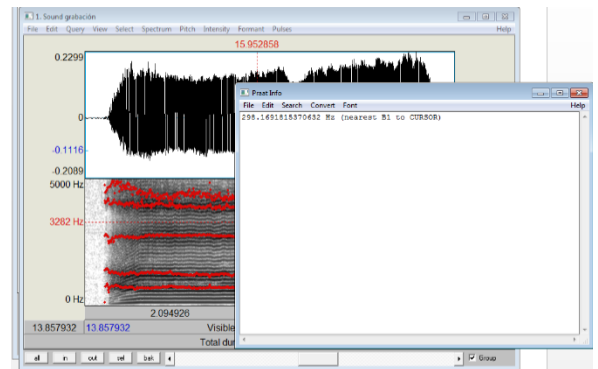 1. Sound grabación
File Edit Query View Select Spectrum Pitch Intensity Formant Pulses Help
15.952858
0.2299
0
-0.1116
-0.2089
5000 Hz
3282 Hz
0 Hz
2.094926
13.857932 13.857932 Visible
Total dur
all in out sel bak Group
Praat Info
File Edit Search Convert Font Help
298.1691815370632 Hz (nearest B1 to CURSOR)